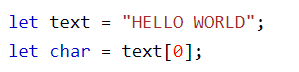 let text = "HELLO WORLD";
let char = text[0];